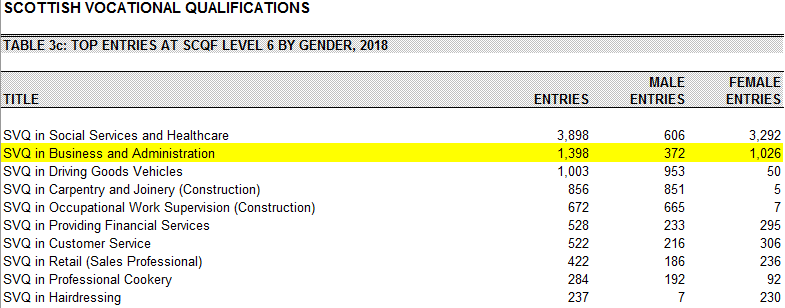 SCOTTISH VOCATIONAL QUALIFICATIONS
TABLE 3c: TOP ENTRIES AT SCQF LEVEL 6 BY GENDER, 2018
MALE FEMALE
TITLE ENTRIES ENTRIES ENTRIES
SVQ in Social Services and Healthcare 3,898 606 3,292
SVQ in Business and Administration 1,398 372 1,026
SVQ in Driving Goods Vehicles 1,003 953 50
SVQ in Carpentry and Joinery (Construction) 856 851 5
SVQ in Occupational Work Supervision (Construction) 672 665 7
SVQ in Providing Financial Services 528 233 295
SVQ in Customer Service 522 216 306
SVQ in Retail (Sales Professional) 422 186 236
SVQ in Professional Cookery 284 192 92
SVQ in Hairdressing 237 7 230